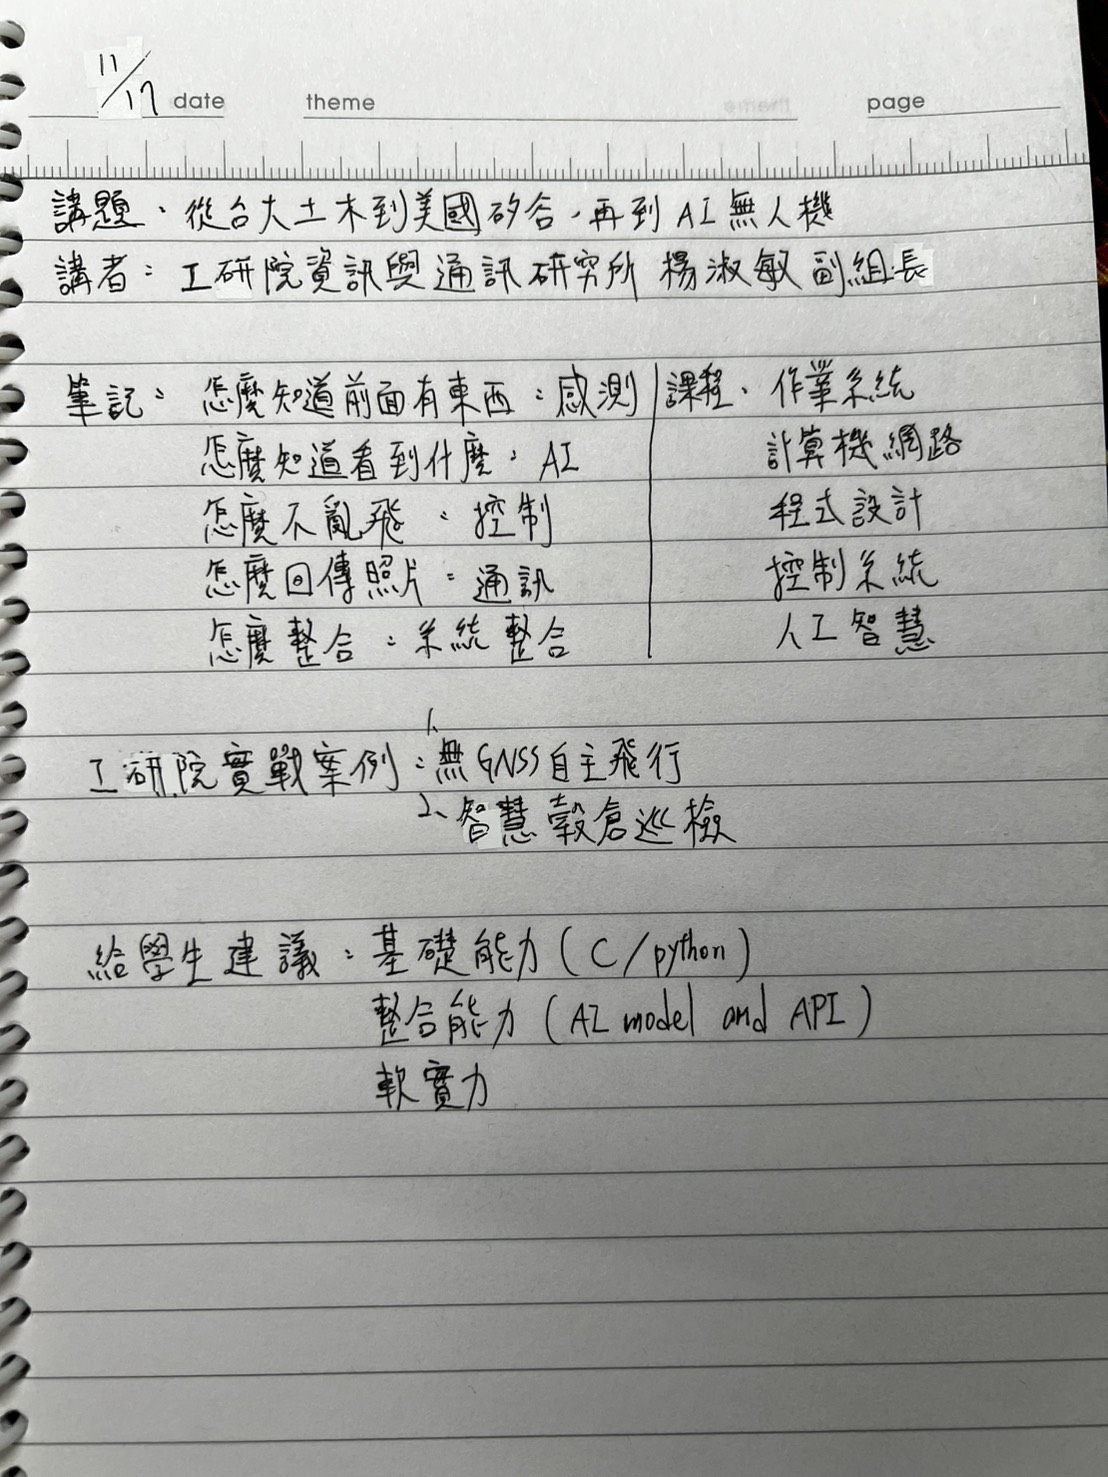 11/17 date theme page
講題：從台大土木到美國矽谷，再到AI無人機
講者：工研院資訊與通訊研究所 楊淑敏副組長
筆記：怎麼知道前面有東西：感測 課程：作業系統
怎麼知道看到什麼：AI 計算機網路
怎麼不亂飛：控制 程式設計
怎麼回傳照片：通訊 控制系統
怎麼整合：系統整合 人工智慧
工研院實戰案例：1、無GNSS自主飛行
2、智慧穀倉巡檢
給學生建議：基礎能力(C/python)
整合能力(AI model and API)
軟實力